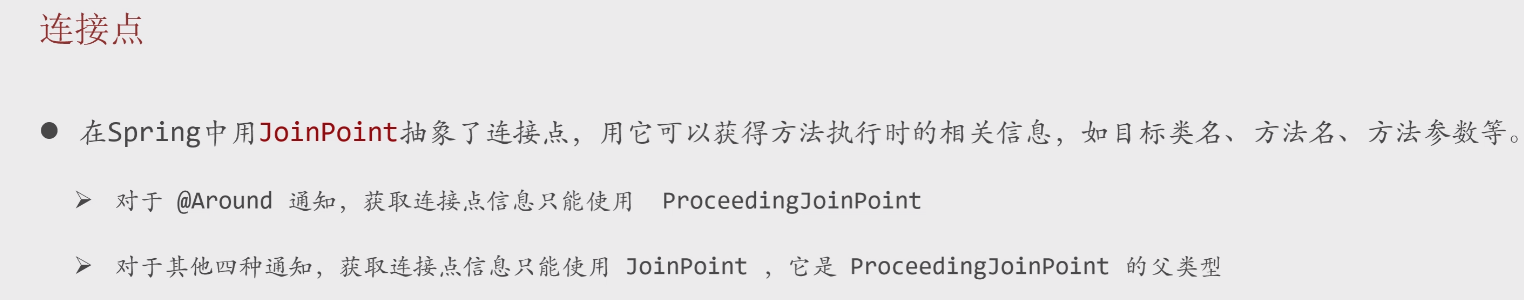 连接点
在Spring中用JoinPoint抽象了连接点，用它可以获得方法执行时的相关信息，如目标类名、方法名、方法参数等。
对于 @Around 通知，获取连接点信息只能使用 ProceedingJoinPoint
对于其他四种通知，获取连接点信息只能使用 JoinPoint ，它是 ProceedingJoinPoint 的父类型